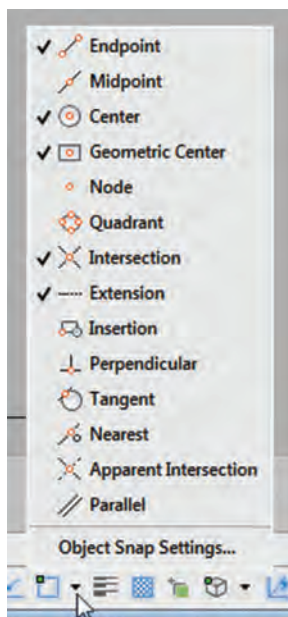 Endpoint
Midpoint
Center
Geometric Center
Node
Quadrant
Intersection
Extension
Insertion
Perpendicular
Tangent
Nearest
Apparent Intersection
Parallel
Object Snap Settings...